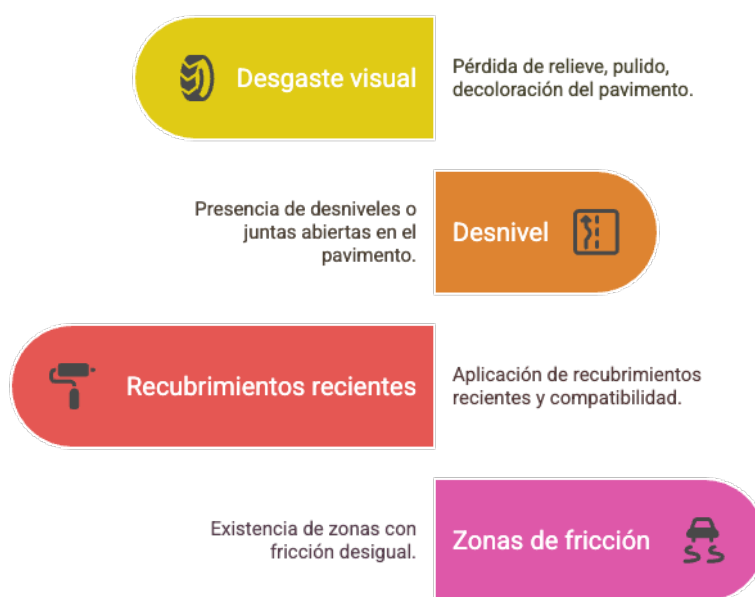 Desgaste visual
Pérdida de relieve, pulido,
decoloración del pavimento.
Presencia de desniveles o
juntas abiertas en el
pavimento.
Desnivel
Recubrimientos recientes
Aplicación de recubrimientos
recientes y compatibilidad.
Existencia de zonas con
fricción desigual.
Zonas de fricción